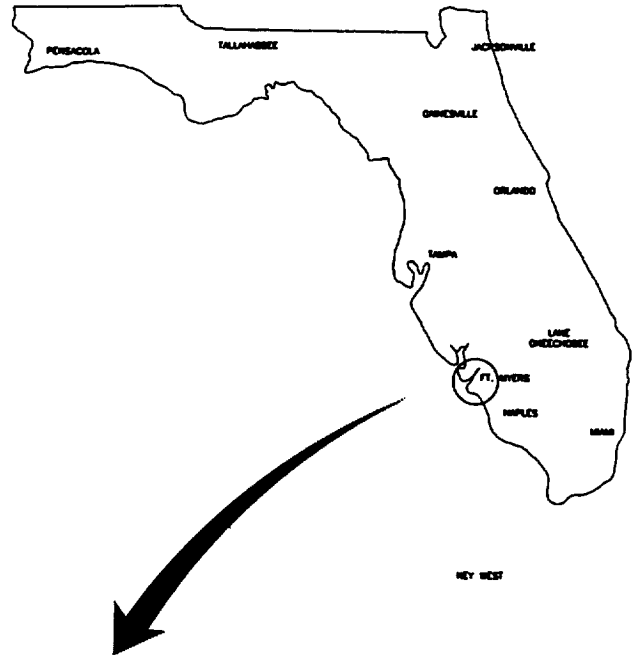 PENSACOLA
TALLAHASSEE
JACKSONVILLE
GAINESVILLE
ORLANDO
TAMPA
LAKE
OKEECHOBEE
FT. MYERS
NAPLES
MIAMI
KEY WEST